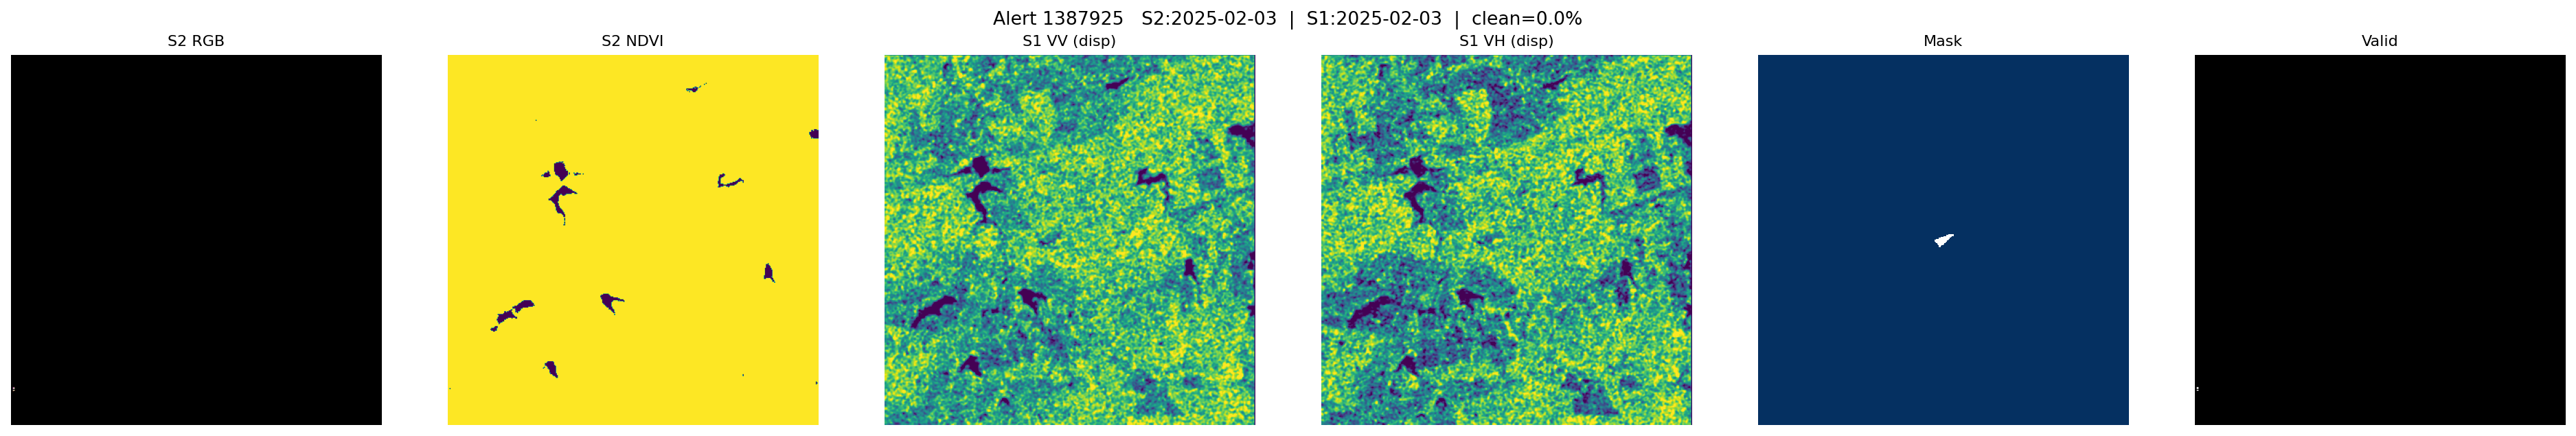 Alert 1387925   S2:2025-02-03  |  S1:2025-02-03  |  clean=0.0%
S2 RGB
S2 NDVI
S1 VV (disp)
S1 VH (disp)
Mask
Valid